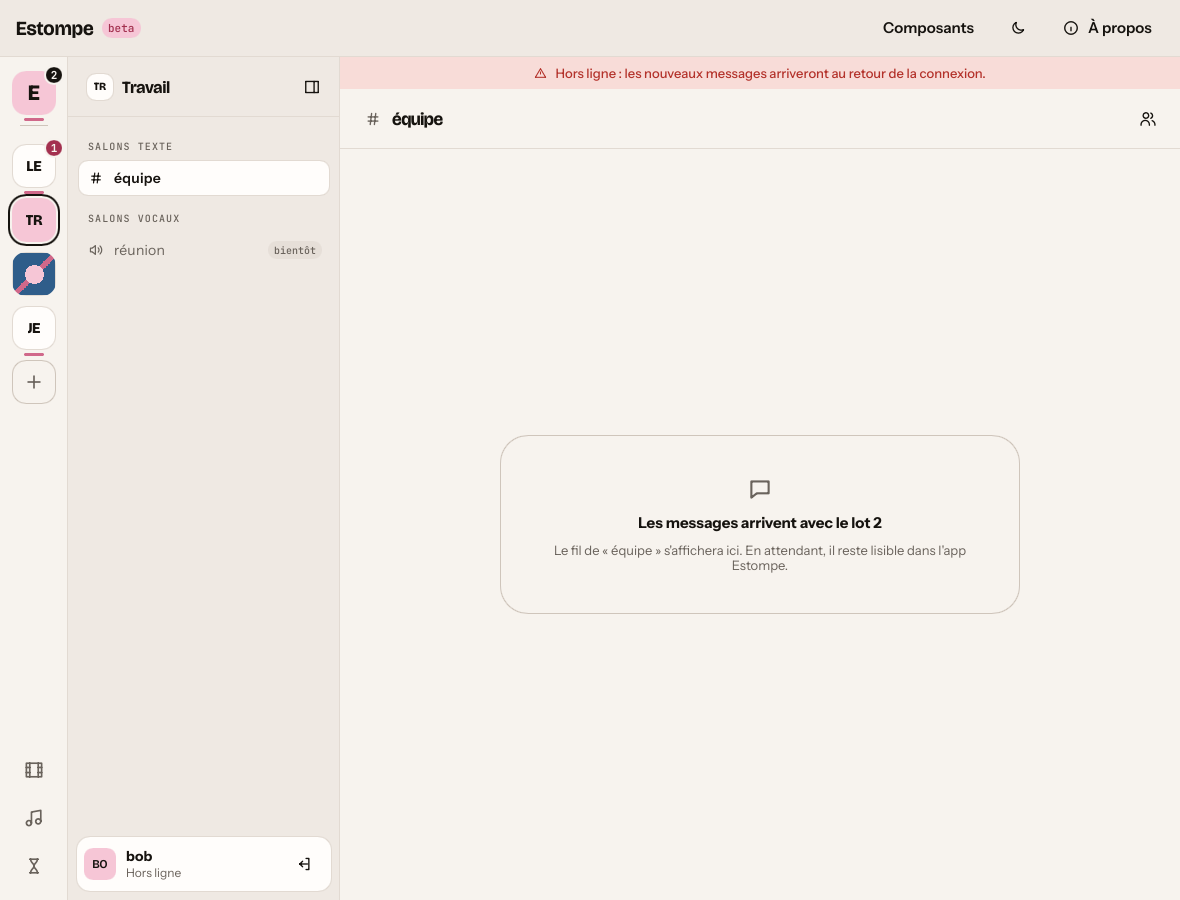 Estompe beta
Composants
À propos
E 2
LE 1
TR
JE
TR Travail
SALONS TEXTE
# équipe
SALONS VOCAUX
réunion bientôt
BO bob
Hors ligne
Hors ligne : les nouveaux messages arriveront au retour de la connexion.
# équipe
Les messages arrivent avec le lot 2
Le fil de « équipe » s'affichera ici. En attendant, il reste lisible dans l'app
Estompe.